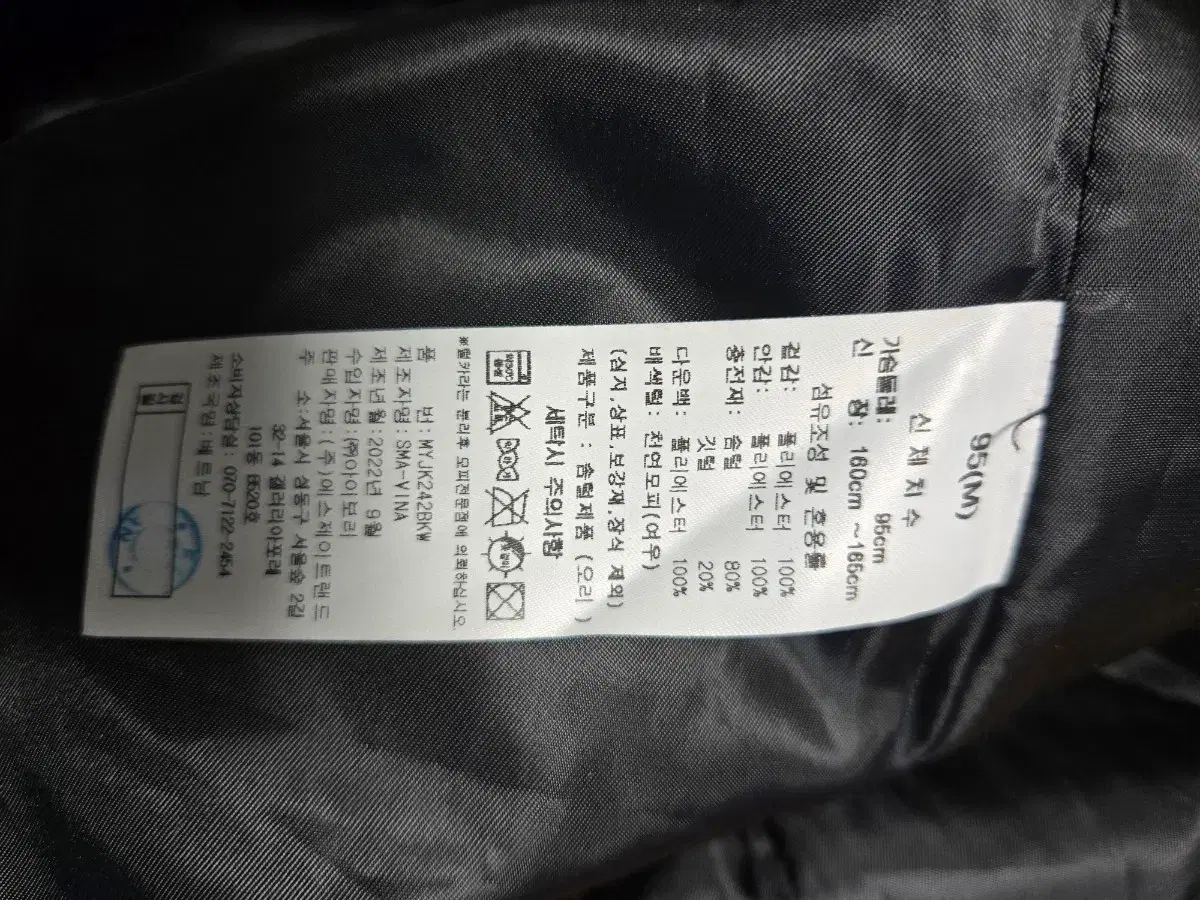 95(M)
신 체 치 수
가슴둘레: 95cm
신 장: 160cm ~165cm
섬유조성 및 혼용률
겉감: 폴리에스터 100%
안감: 폴리에스터 100%
충전재: 솜털 80%
깃털 20%
다운백: 폴리에스터 100%
배색털: 천연모피(여우)
(심지,상표,보강재,장식 제외)
제품구분 : 솜털제품 ( 오리 )
세탁시 주의사항
※털카라는 분리후 모피전문점에 의뢰하십시오
품 번: MYJK242BKW
제조자명: SMA-VINA
제조년월: 2022년 9월
수입자명:(주)아이보리
판매자명:(주)에스제이트렌드
주 소:서울시 성동구 서울숲 2길
32-14 갤러리아포레
101동 B520호
소비자상담실: 070-7122-2454
제조국명:베트남
검사필